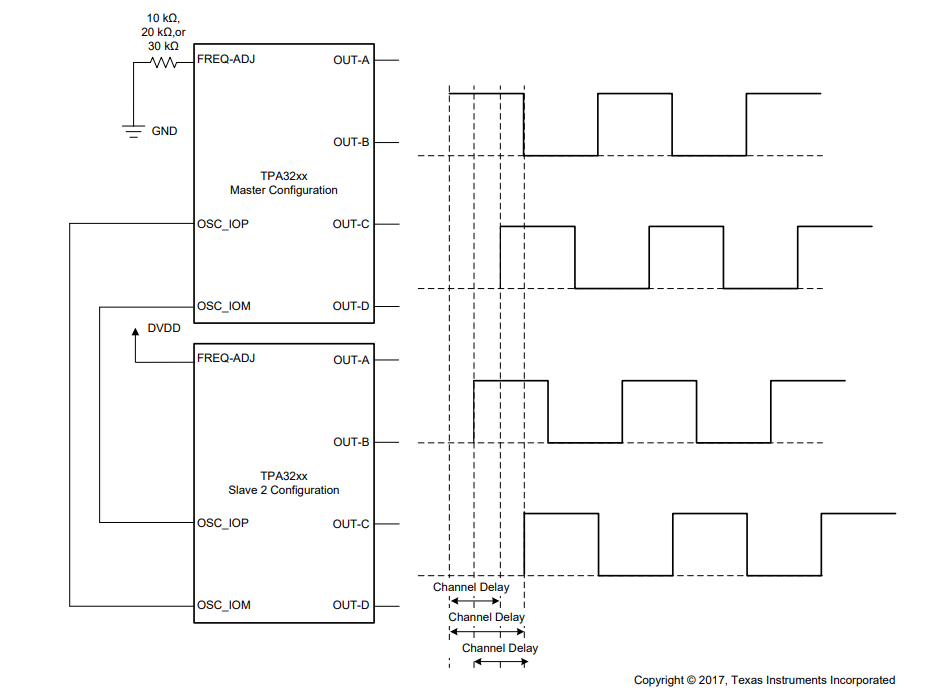 10 kΩ,
20 kΩ,or
30 kΩ
FREQ-ADJ
OUT-A
GND
OUT-B
TPA32xx
Master Configuration
OSC_IOP
OUT-C
OSC_IOM
OUT-D
DVDD
FREQ-ADJ
OUT-A
OUT-B
TPA32xx
Slave 2 Configuration
OSC_IOP
OUT-C
OSC_IOM
OUT-D
Channel Delay
Channel Delay
Channel Delay
Copyright © 2017, Texas Instruments Incorporated